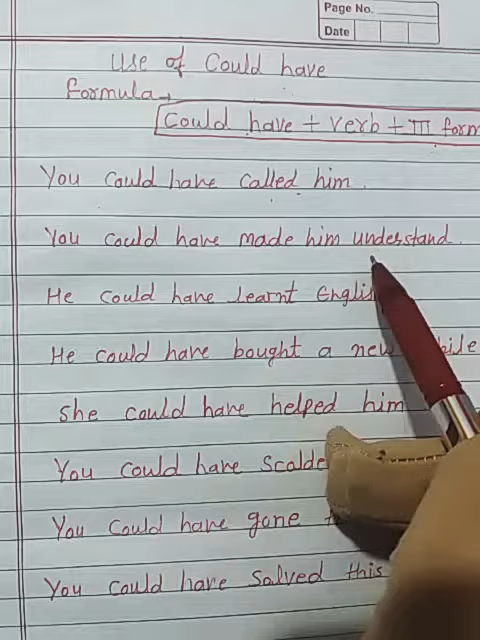 Page No.
Date
Use of Could have
Formula→
Could have + verb + III form
You could have called him.
You could have made him understand.
He could have learnt
He could have bought a new
She could have helped him
You could have
You could have gone
You could have solved this